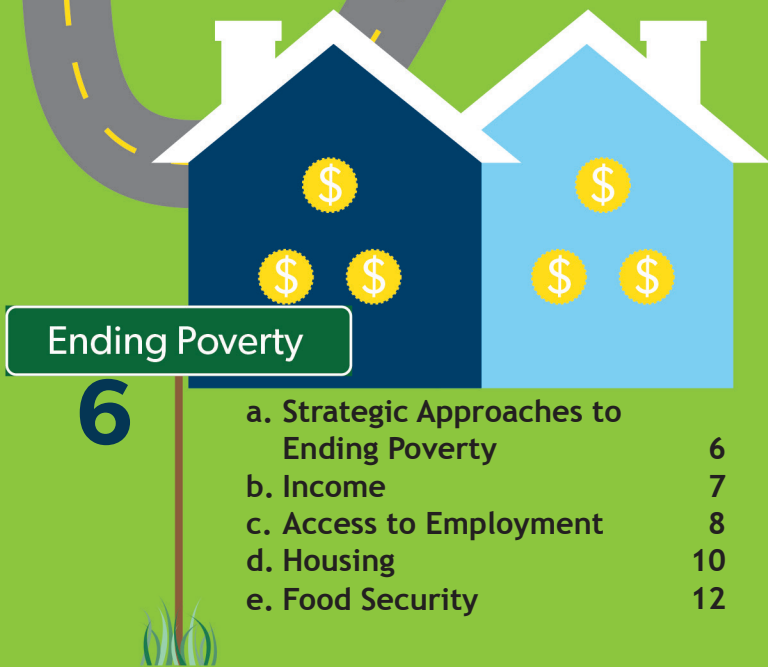 $
$
$ $
$ $
Ending Poverty
6
a. Strategic Approaches to
Ending Poverty 6
b. Income 7
c. Access to Employment 8
d. Housing 10
e. Food Security 12